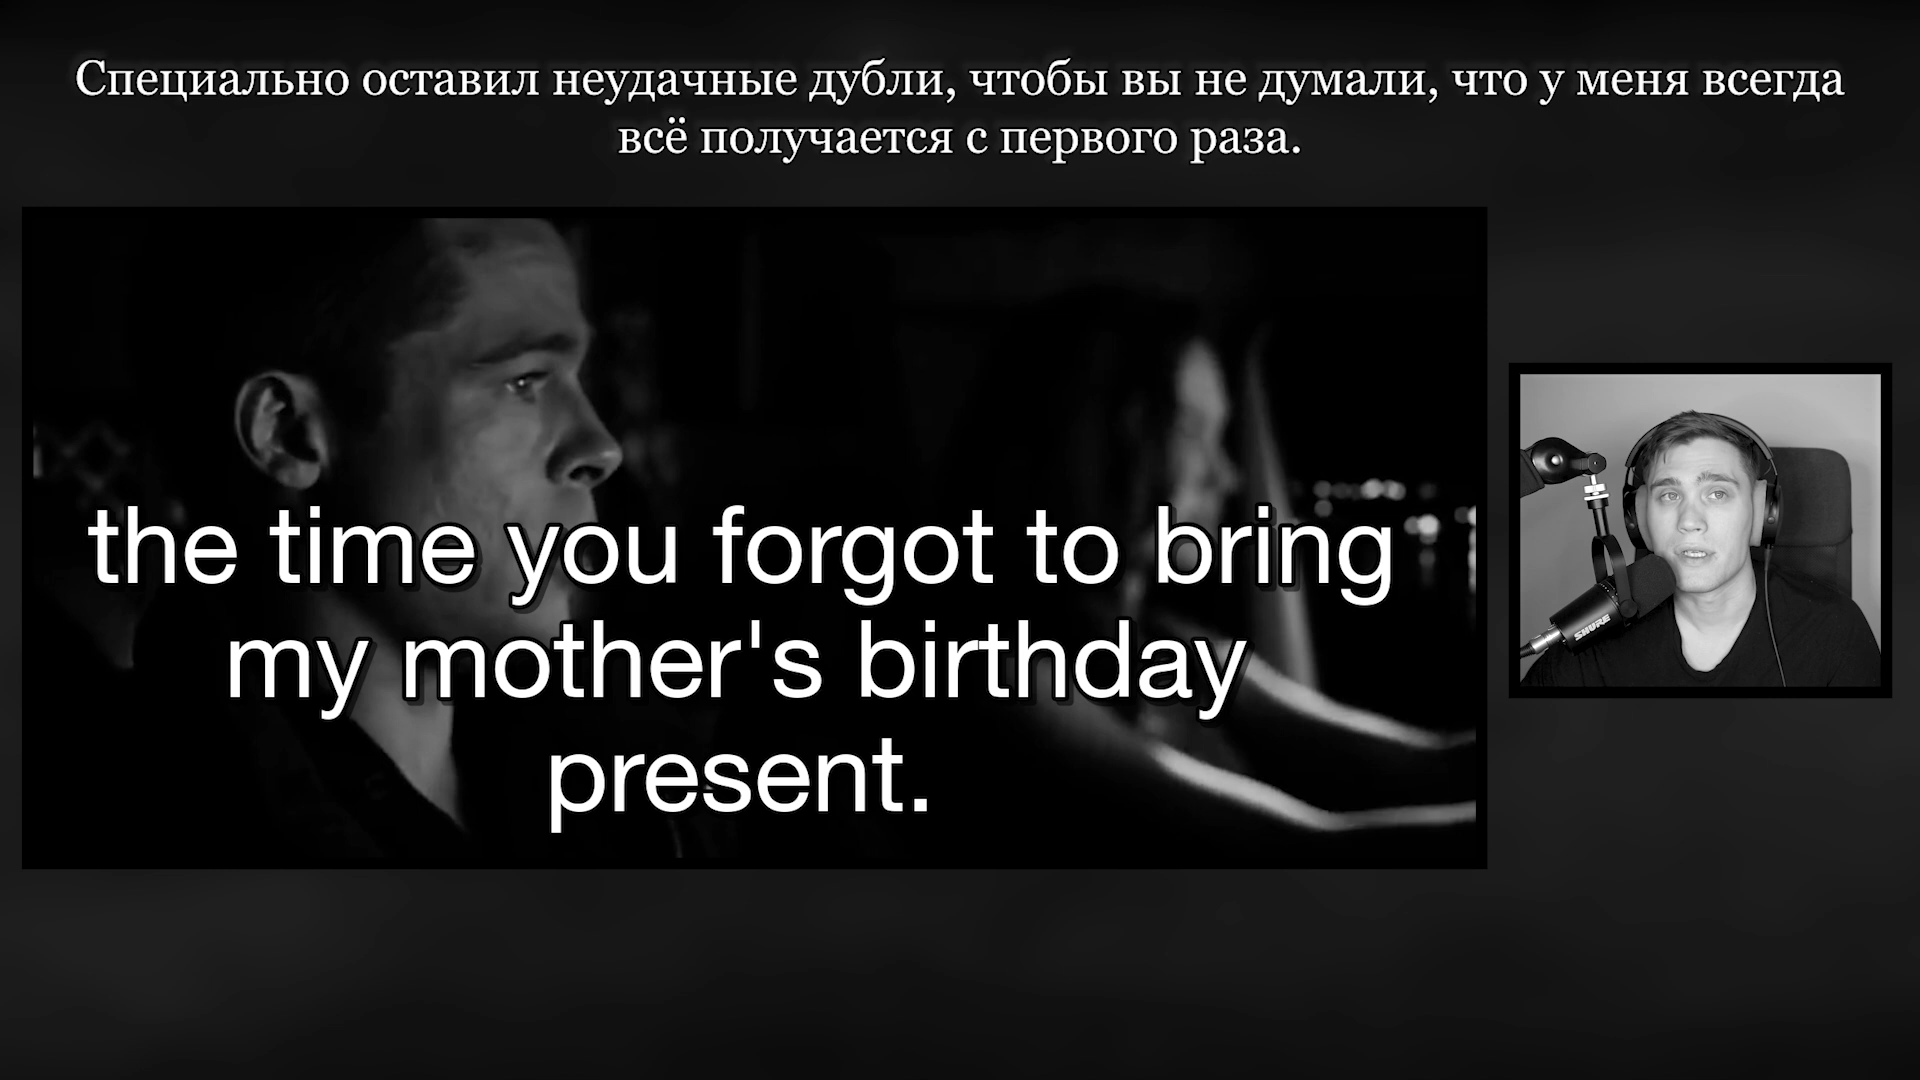 Специально оставил неудачные дубли, чтобы вы не думали, что у меня всегда
всё получается с первого раза.
the time you forgot to bring
my mother's birthday
present.
SHURE